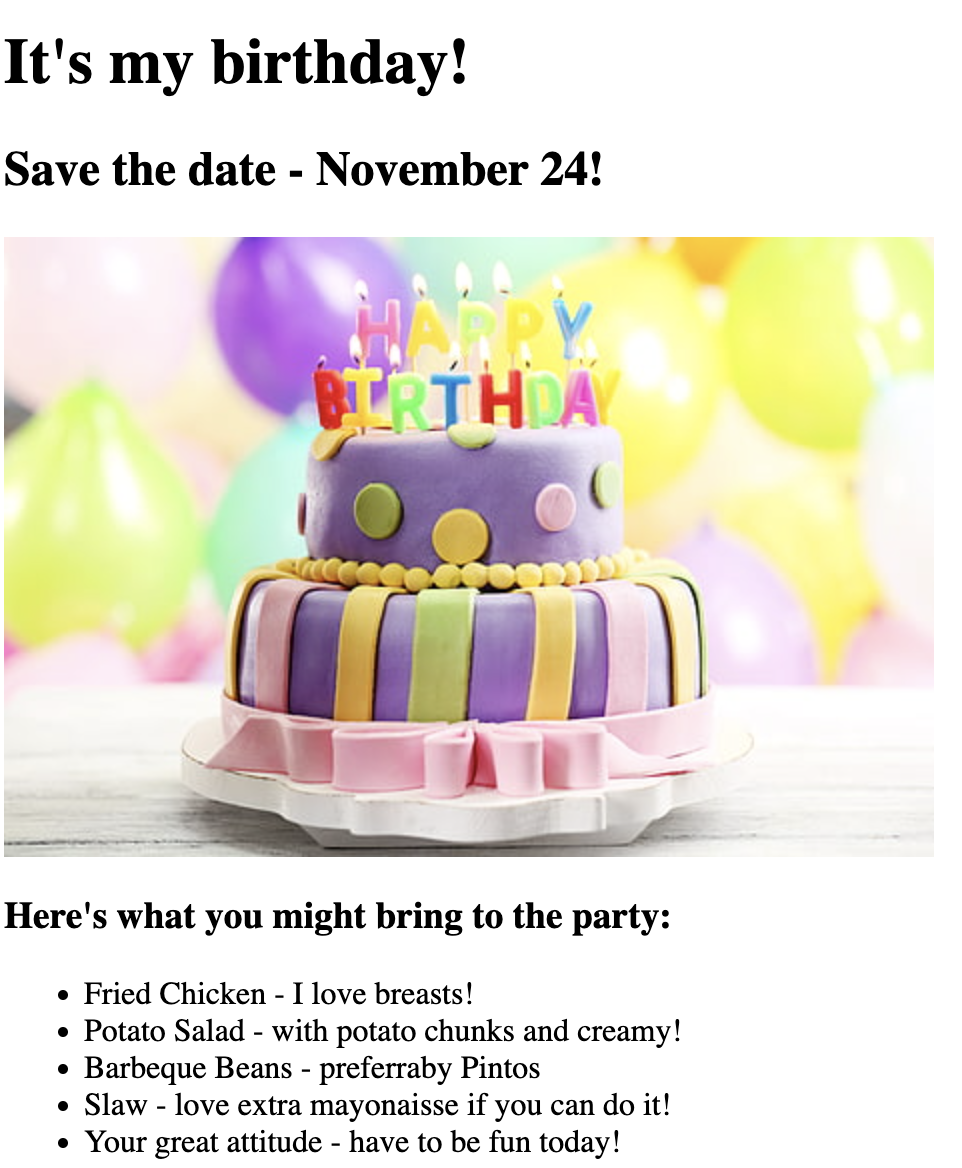 It's my birthday!
Save the date - November 24!
HAPPY
BIRTHDAY
Here's what you might bring to the party:
Fried Chicken - I love breasts!
Potato Salad - with potato chunks and creamy!
Barbeque Beans - preferraby Pintos
Slaw - love extra mayonaisse if you can do it!
Your great attitude - have to be fun today!